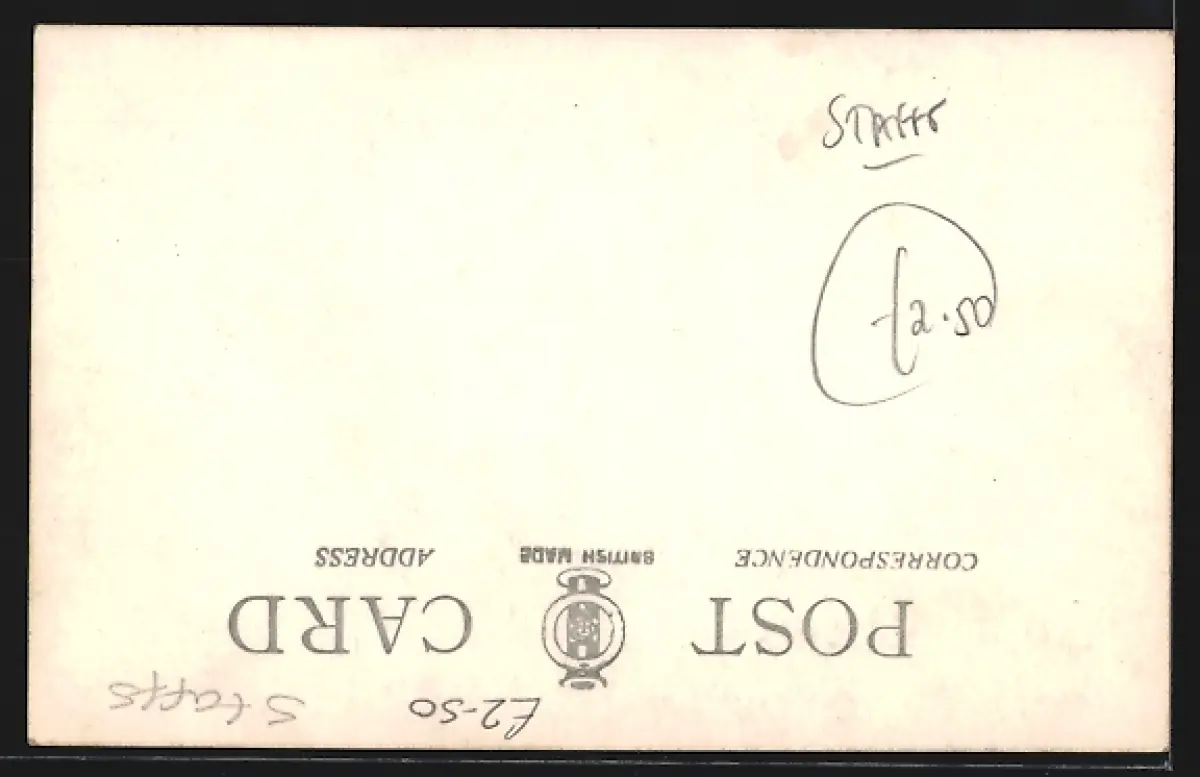 STAFFS
£2.50
CORRESPONDENCE
BRITISH MADE
ADDRESS
POST CARD
£2-50
Staffs